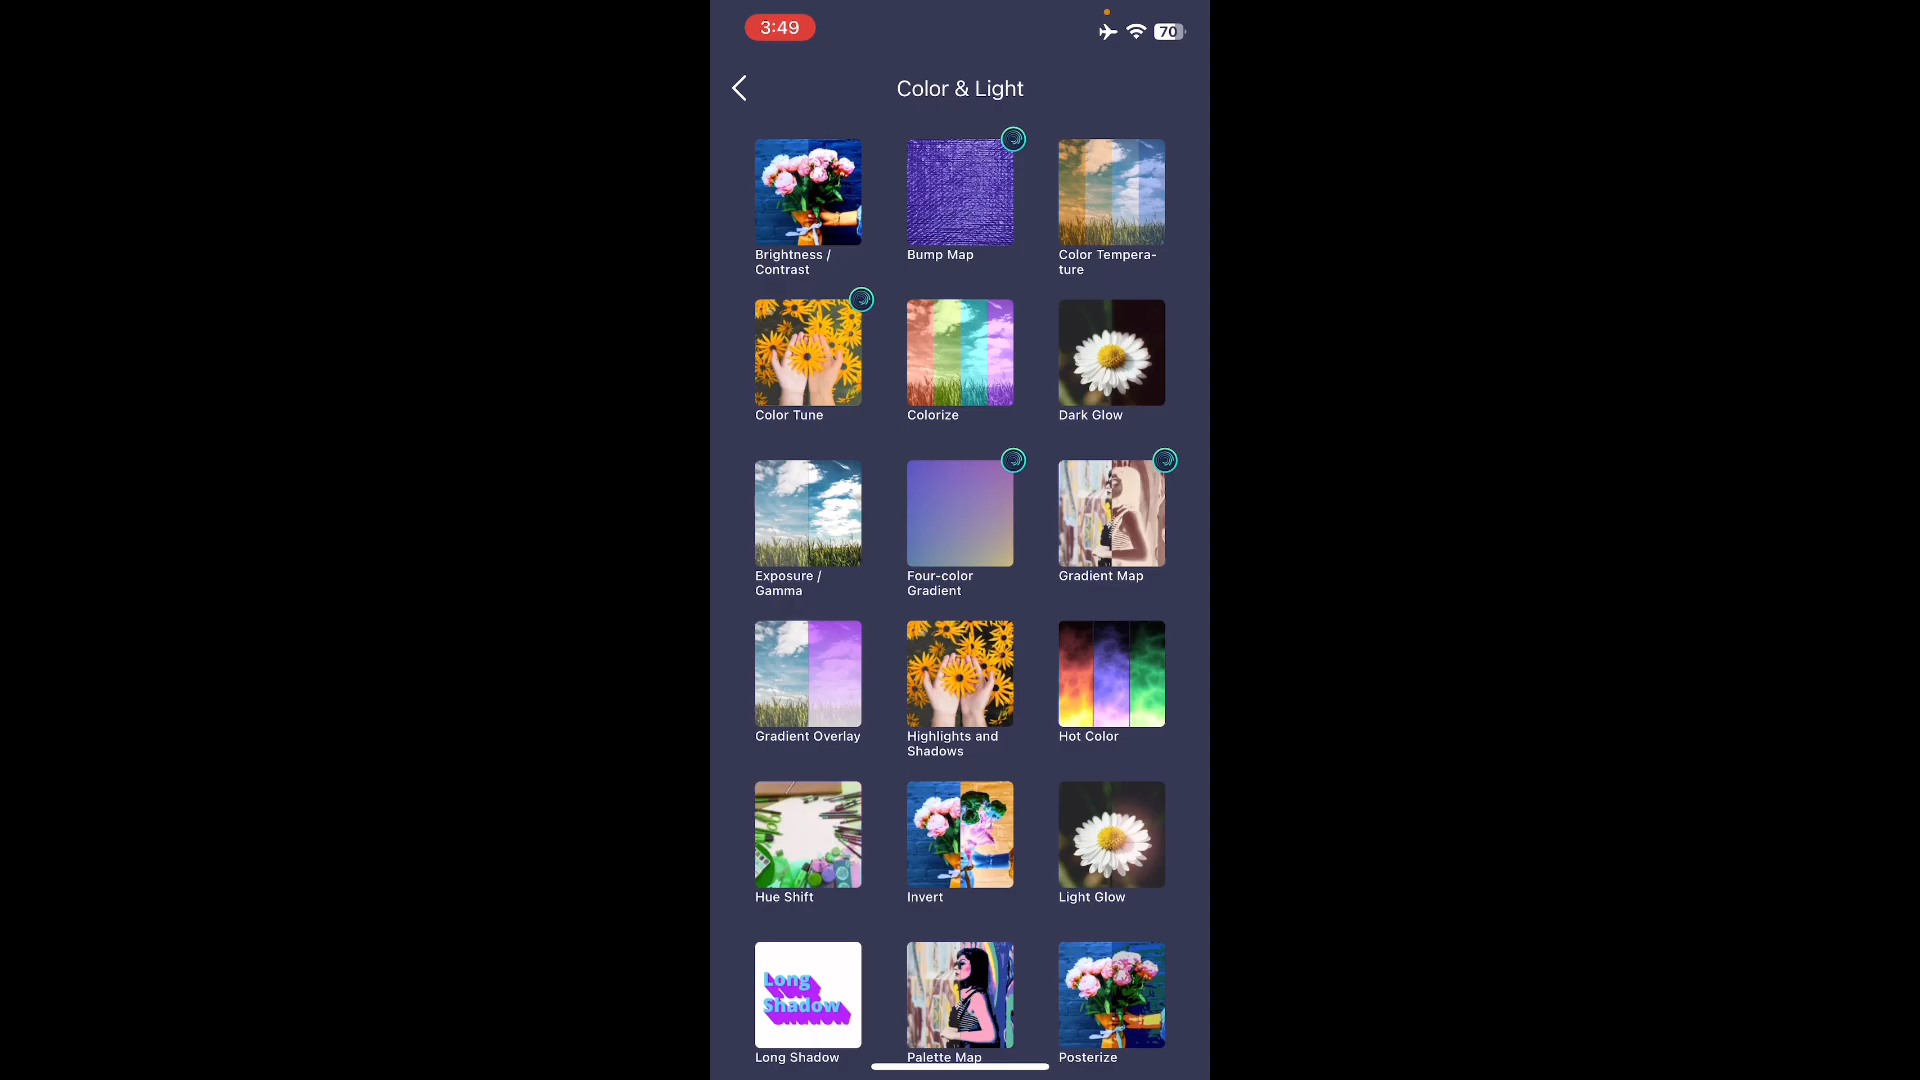 3:49
70
Color & Light
Brightness /
Contrast
Bump Map
Color Tempera-
ture
Color Tune
Colorize
Dark Glow
Exposure /
Gamma
Four-color
Gradient
Gradient Map
Gradient Overlay
Highlights and
Shadows
Hot Color
Hue Shift
Invert
Light Glow
Long
Shadow
Long Shadow
Palette Map
Posterize